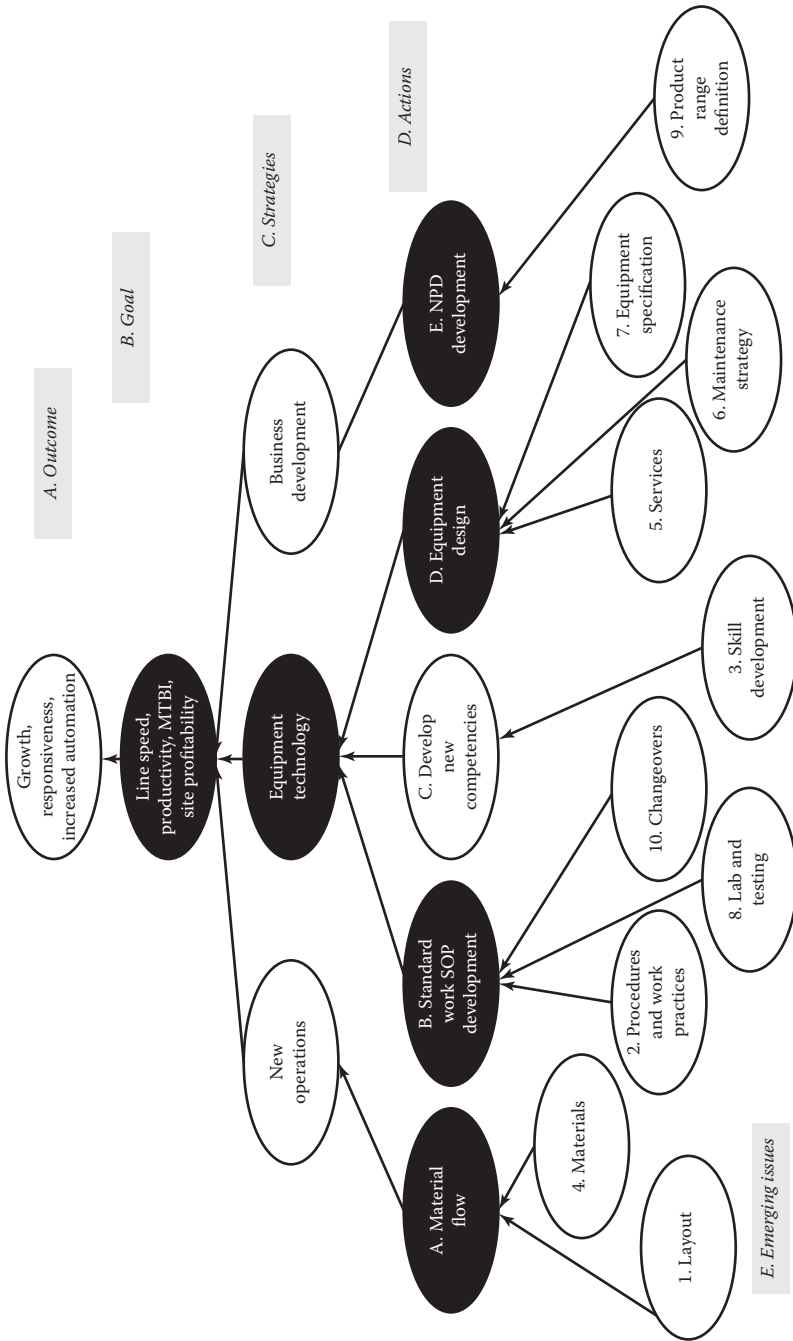 A. Outcome
Growth,
responsiveness,
increased automation
B. Goal
Line speed,
productivity, MTBI,
site profitability
C. Strategies
New
operations
Equipment
technology
Business
development
D. Actions
A. Material
flow
B. Standard
work SOP
development
C. Develop
new
competencies
D. Equipment
design
E. NPD
development
4. Materials
2. Procedures
and work
practices
10. Changeovers
5. Services
7. Equipment
specification
1. Layout
8. Lab and
testing
3. Skill
development
6. Maintenance
strategy
9. Product
range
definition
E. Emerging issues